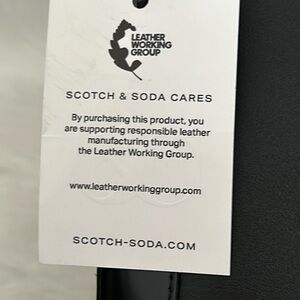 LEATHER
WORKING
GROUP
SCOTCH & SODA CARES
By purchasing this product, you
are supporting responsible leather
manufacturing through
the Leather Working Group.
www.leatherworkinggroup.com
SCOTCH-SODA.COM